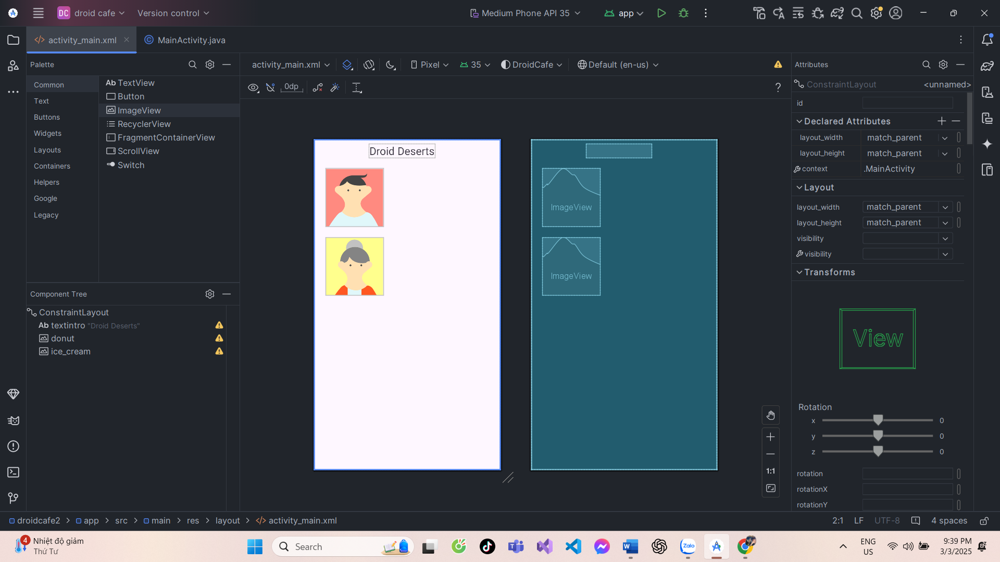 DC droid cafe Version control Medium Phone API 35 app
activity_main.xml MainActivity.java
Palette
Common
Text
Buttons
Widgets
Layouts
Containers
Helpers
Google
Legacy
Ab TextView
Button
ImageView
RecyclerView
FragmentContainerView
ScrollView
Switch
Component Tree
ConstraintLayout
Ab textintro "Droid Deserts"
donut
ice_cream
activity_main.xml Pixel 35 DroidCafe Default (en-us)
0dp ?
Droid Deserts
ImageView
ImageView
1:1
Attributes
ConstraintLayout <unnamed>
id
Declared Attributes
layout_width match_parent
layout_height match_parent
context .MainActivity
Layout
layout_width match_parent
layout_height match_parent
visibility
visibility
Transforms
View
Rotation
x 0
y 0
z 0
rotation
rotationX
rotationY
droidcafe2 > app > src > main > res > layout > activity_main.xml 2:1 LF UTF-8 4 spaces
4 Nhiệt độ giảm
Thứ Tư
Search
Zalo
ENG
US
9:39 PM
3/3/2025